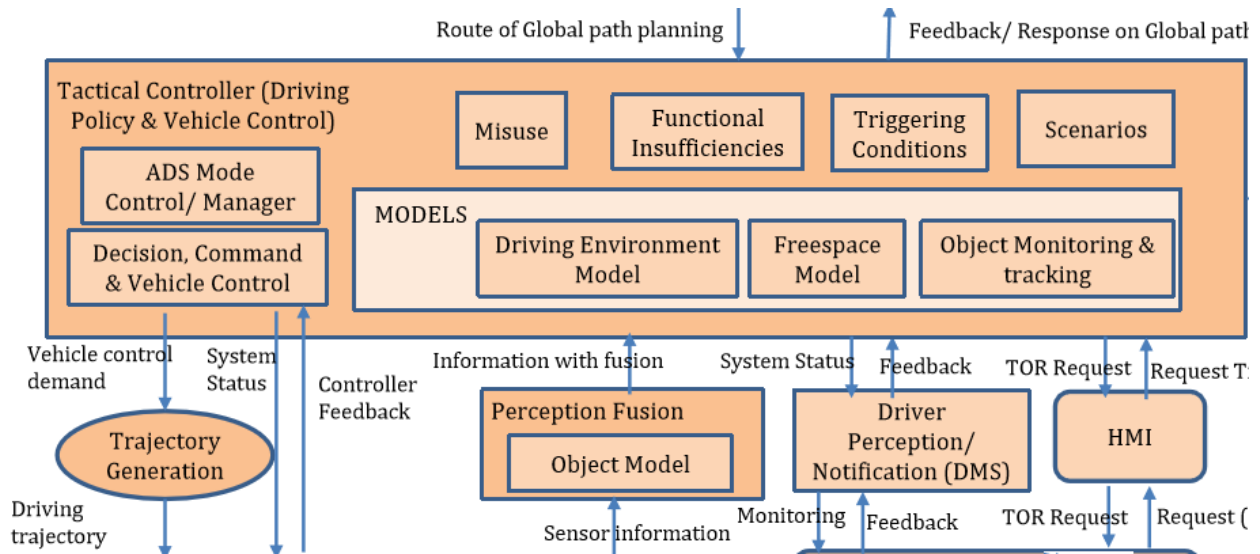 Route of Global path planning
Feedback/ Response on Global path
Tactical Controller (Driving
Policy & Vehicle Control)
Misuse
Functional
Insufficiencies
Triggering
Conditions
Scenarios
ADS Mode
Control/ Manager
Decision, Command
& Vehicle Control
MODELS
Driving Environment
Model
Freespace
Model
Object Monitoring &
tracking
Vehicle control
demand
System
Status
Controller
Feedback
Information with fusion
System Status
Feedback
TOR Request
Request
Trajectory
Generation
Perception Fusion
Object Model
Driver
Perception/
Notification (DMS)
HMI
Driving
trajectory
Sensor information
Monitoring
Feedback
TOR Request
Request (